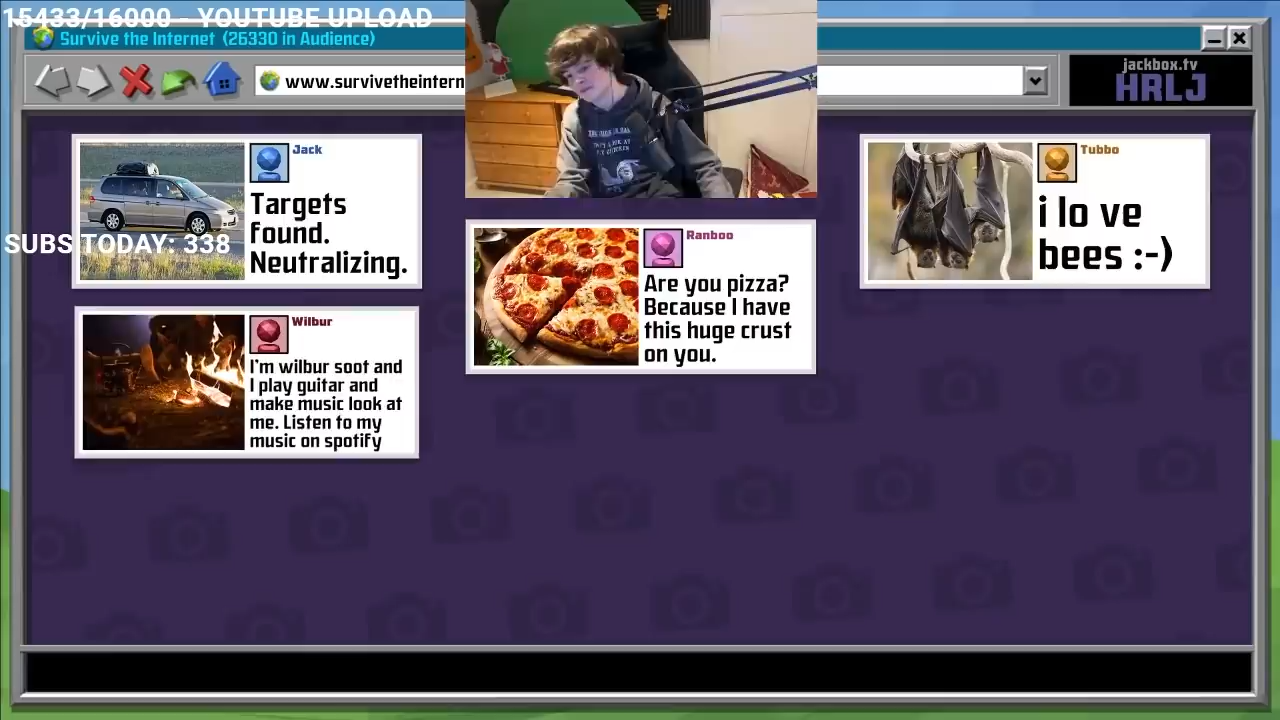 15433/16000 - YOUTUBE UPLOAD
Survive the Internet (26330 in Audience)
www.survivetheintern
jackbox.tv
HRLJ
Jack
Targets
found.
Neutralizing.
SUBS TODAY: 338
Ranboo
Are you pizza?
Because I have
this huge crust
on you.
Tubbo
i lo ve
bees :-)
Wilbur
I'm wilbur soot and
I play guitar and
make music look at
me. Listen to my
music on spotify